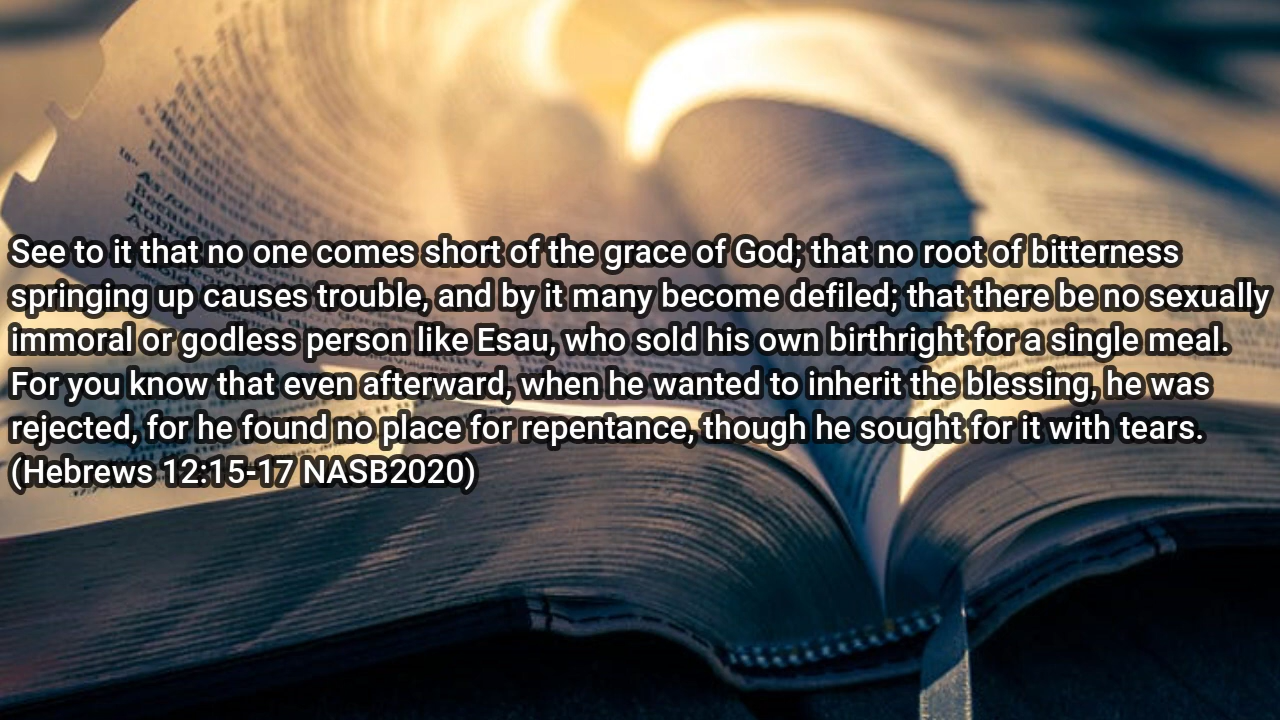 See to it that no one comes short of the grace of God; that no root of bitterness
springing up causes trouble, and by it many become defiled; that there be no sexually
immoral or godless person like Esau, who sold his own birthright for a single meal.
For you know that even afterward, when he wanted to inherit the blessing, he was
rejected, for he found no place for repentance, though he sought for it with tears.
(Hebrews 12:15-17 NASB2020)